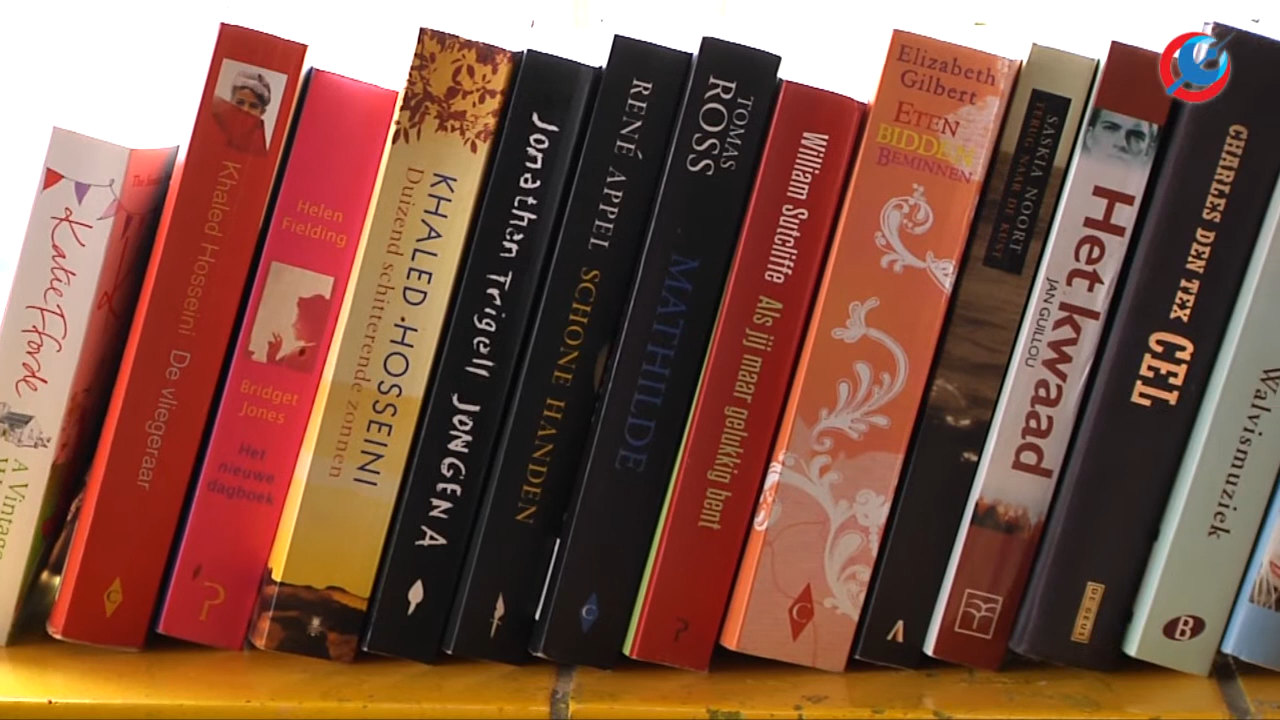 Katie Fforde
A Vintage
Khaled Hosseini De vliegeraar
Helen
Fielding
Bridget
Jones
Het
nieuwe
dagboek
KHALED HOSSEINI
Duizend schitterende zonnen
Jonathan Trigell JONGEN A
RENÉ APPEL SCHONE HANDEN
TOMAS
ROSS
MATHILDE
William Sutcliffe Als jij maar gelukkig bent
Elizabeth
Gilbert
ETEN
BIDDEN
BEMINNEN
SASKIA NOORT
TERUG NAAR DE KUST
Het kwaad
JAN GUILLOU
CHARLES DEN TEX CEL
DE GEUS
Walvismuziek
B